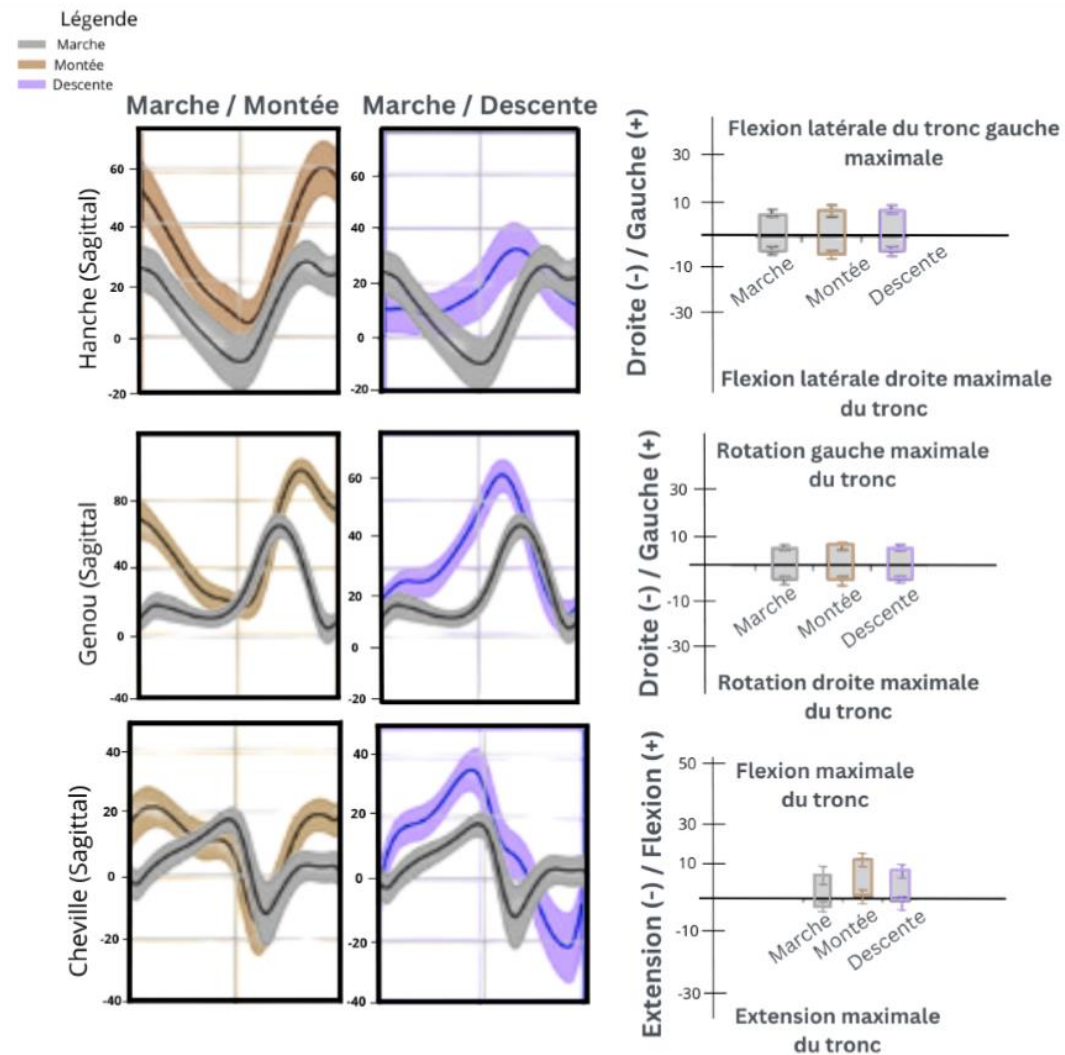 Légende
Marche
Montée
Descente
Marche / Montée
Marche / Descente
Hanche (Sagittal)
60
40
20
0
-20
60
40
20
0
-20
Droite (-) / Gauche (+)
Flexion latérale du tronc gauche
maximale
30
10
-10
-30
Marche
Montée
Descente
Flexion latérale droite maximale
du tronc
Genou (Sagittal
80
40
0
-40
60
40
20
0
-20
Droite (-) / Gauche (+)
Rotation gauche maximale
du tronc
30
10
-10
-30
Marche
Montée
Descente
Rotation droite maximale
du tronc
Cheville (Sagittal)
40
20
0
-20
-40
40
20
0
-20
-40
Extension (-) / Flexion (+)
50
Flexion maximale
du tronc
30
10
-10
-30
Marche
Montée
Descente
Extension maximale
du tronc